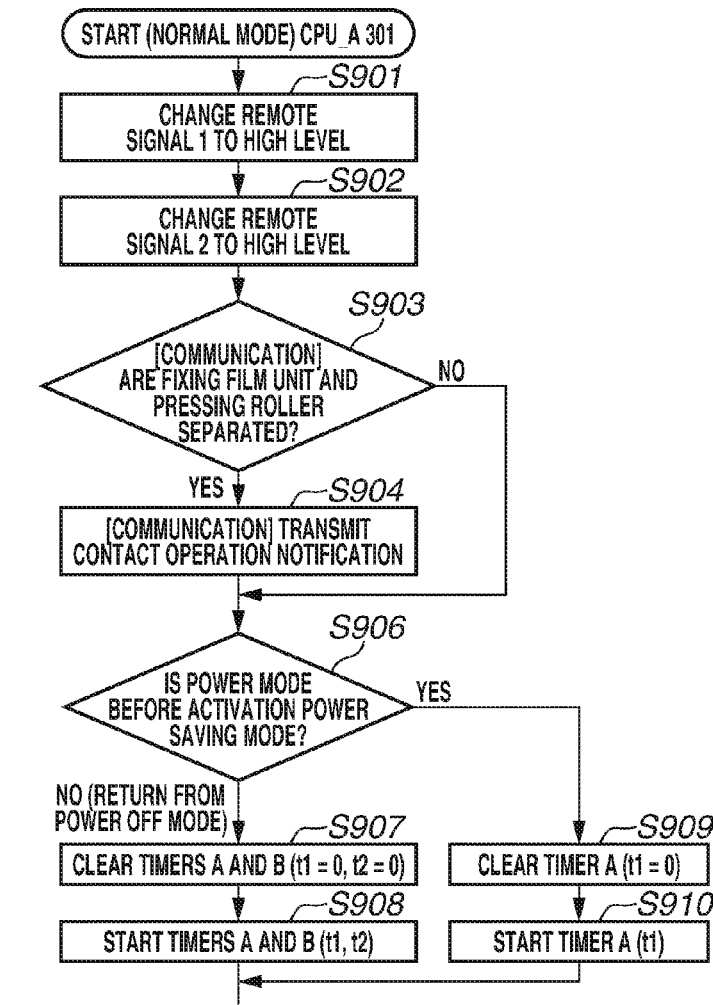 START (NORMAL MODE) CPU_A 301
S901
CHANGE REMOTE
SIGNAL 1 TO HIGH LEVEL
S902
CHANGE REMOTE
SIGNAL 2 TO HIGH LEVEL
S903
[COMMUNICATION]
ARE FIXING FILM UNIT AND
PRESSING ROLLER
SEPARATED?
NO
YES
S904
[COMMUNICATION] TRANSMIT
CONTACT OPERATION NOTIFICATION
S906
IS POWER MODE
BEFORE ACTIVATION POWER
SAVING MODE?
YES
NO (RETURN FROM
POWER OFF MODE)
S907
CLEAR TIMERS A AND B (t1 = 0, t2 = 0)
S908
START TIMERS A AND B (t1, t2)
S909
CLEAR TIMER A (t1 = 0)
S910
START TIMER A (t1)